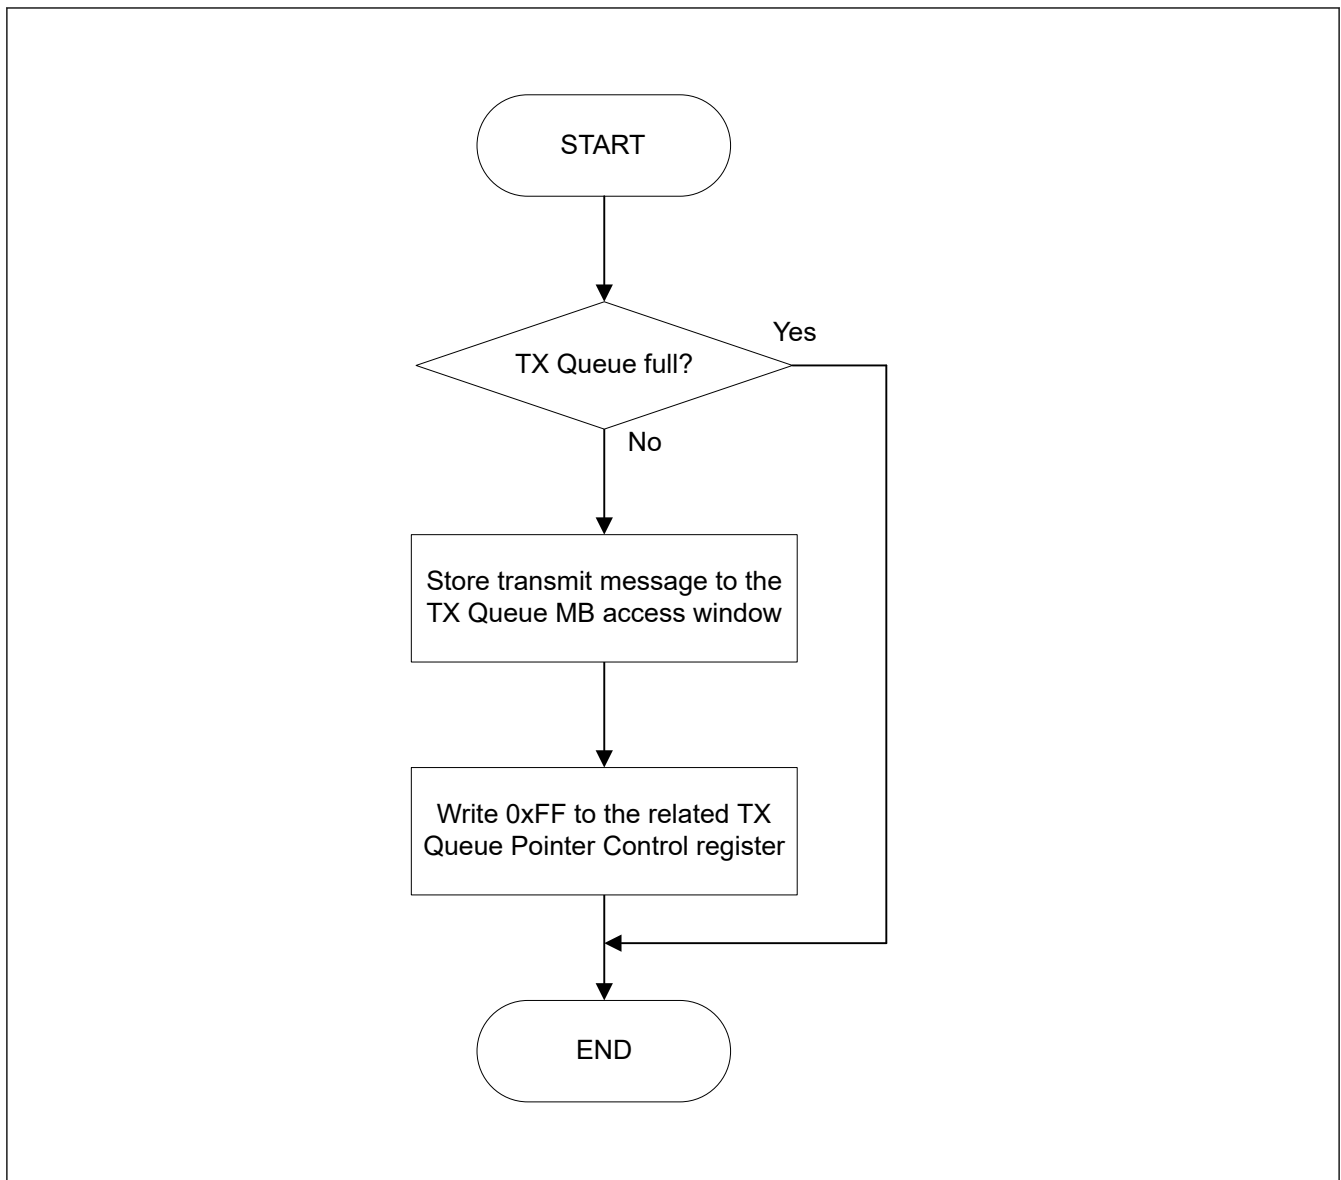 START
Yes
TX Queue full?
No
Store transmit message to the
TX Queue MB access window
Write 0xFF to the related TX
Queue Pointer Control register
END